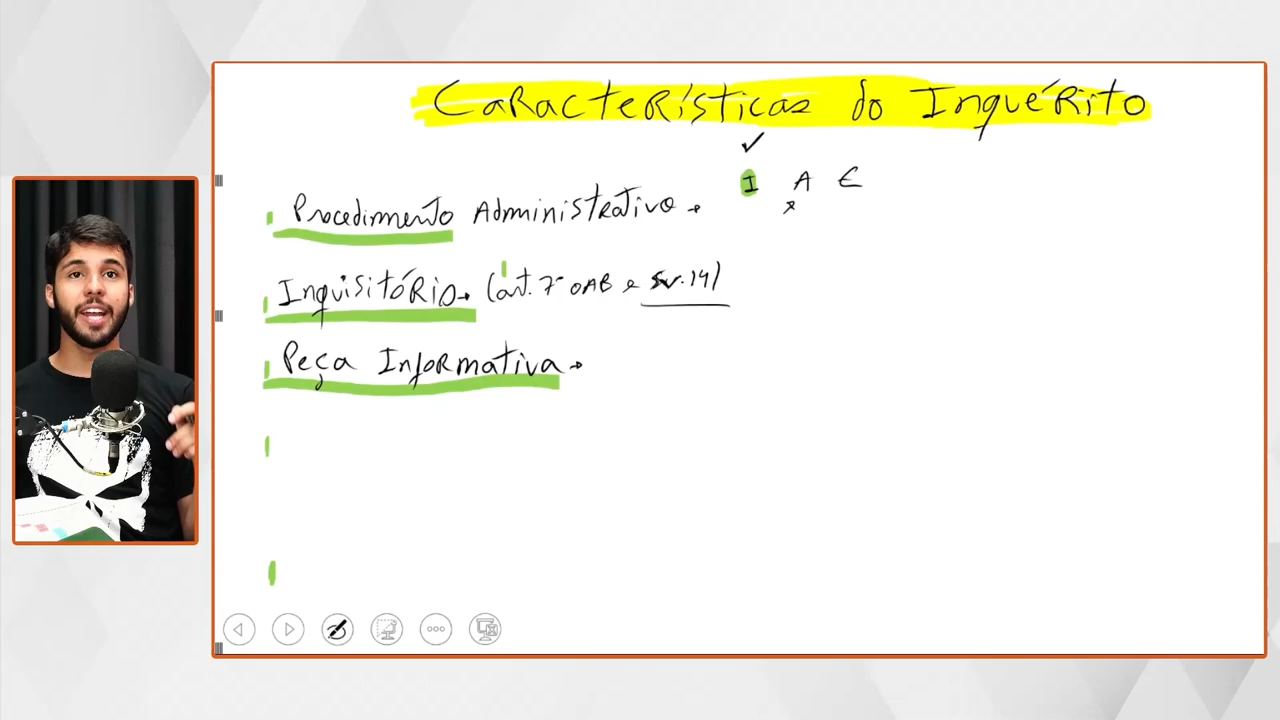 Características do Inquérito
I A E
Procedimento Administrativo
Inquisitório (art. 7º OAB e SV.14)
Peça Informativa